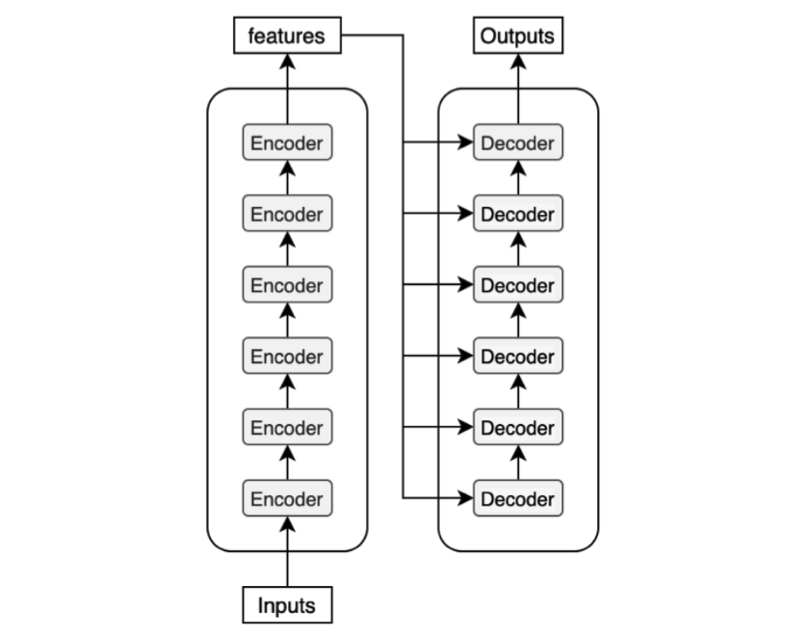 features
Outputs
Encoder
Decoder
Encoder
Decoder
Encoder
Decoder
Encoder
Decoder
Encoder
Decoder
Encoder
Decoder
Inputs